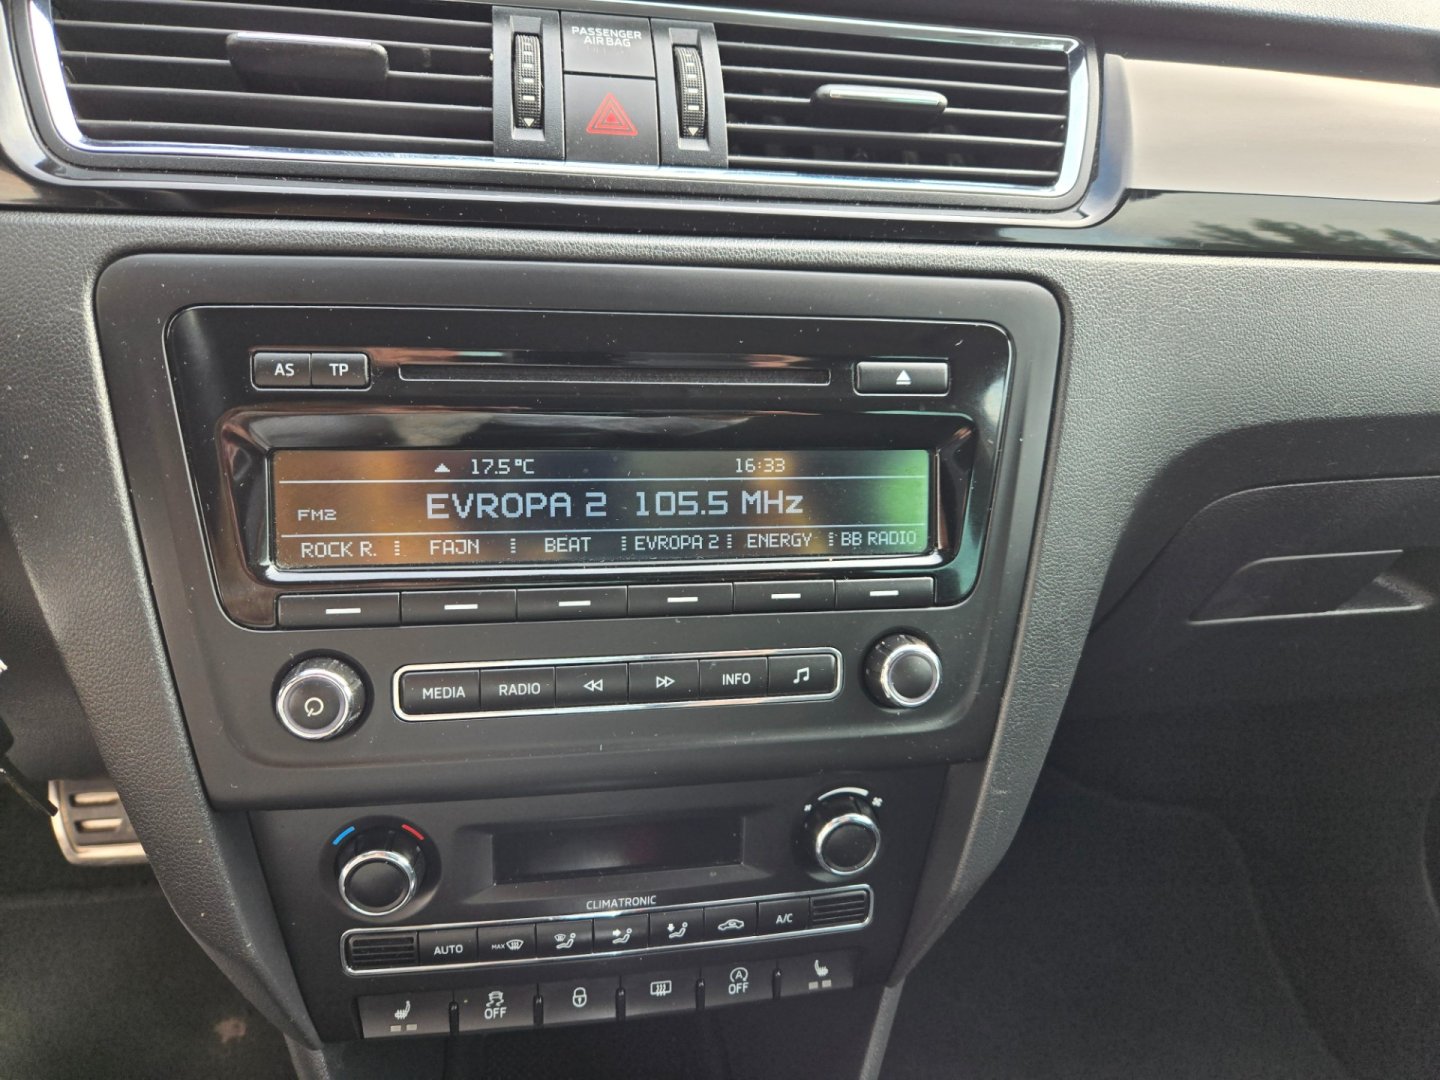 PASSENGER
AIR BAG
AS TP
17.5°C 16:33
EVROPA 2 105.5 MHz
FM2
ROCK R. FAJN BEAT EVROPA 2 ENERGY BB RADIO
MEDIA RADIO INFO
CLIMATRONIC
AUTO MAX A/C
OFF A OFF